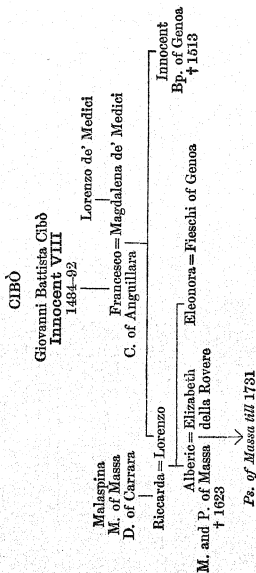 CIBÒ
Giovanni Battista Cibò
Innocent VIII
1484-92
Lorenzo de' Medici
Francesco = Magdalena de' Medici
C. of Anguillara
Malaspina
M. of Massa
D. of Carrara
Riccarda = Lorenzo
Innocent
Bp. of Genoa
† 1513
Alberic = Elizabeth
M. and P. of Massa della Rovere
† 1623
Eleonora = Fieschi of Genoa
Ps. of Massa till 1731